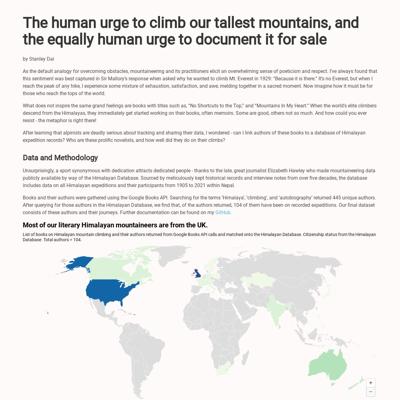 The human urge to climb our tallest mountains, and
the equally human urge to document it for sale
by Stanley Dai
As the default analogy for overcoming obstacles, mountaineering and its practitioners elicit an overwhelming sense of poeticism and respect. I've always found that
this sentiment was best captured in Sir Mallory's response when asked why he wanted to climb Mt. Everest in 1929: "Because it is there." It's no Everest, but when I
reach the peak of any hike, I experience some mixture of exhaustion, satisfaction, and awe, mending to a sweet stew. Now imagine how it must be for
those who reach the top of the world.
What does not inspire the same grand feelings are books with titles such as, "No Shortcuts to the Top," and "Mountains In My Heart." When the world's elite climbers
descend from the Himalayas, they immediately get started working on their books, often memoirs. Some are good, others not so much. And how could you ever
resist - the metaphor is right there!
After learning that alpinists are deadly serious about tracking and sharing their data, I wondered - can I link authors of these books to a database of Himalayan
expedition records? Who are these prolific novelists, and how well did they on their climbs?
Data and Methodology
Unsurprisingly, a sport synonymous with dedication attracts dedicated people - thanks to the late, great journalist Elizabeth Hawley who made mountaineering data
publicly available by way of the Himalayan Database. Sourced by meticulously kept historical records and interview notes from over five decades, the database
includes data on all Himalayan expeditions and their participants from 1905 to 2021 within Nepal.
Books and their authors were gathered using the Google Books API. Searching for the terms 'Himalaya', 'climbing', and 'autobiography' returned 445 unique authors.
After querying for those authors in the Himalayan Database, we find that, of the authors returned, 104 of them have been on recorded expeditions. Our final dataset
consists of these authors and their journeys. Further documentation can be found on my GitHub.
Most of our literary Himalayan mountaineers are from the UK.
List of books on Himalayan mountain climbing and their authors returned from Google Books API calls and matched onto the Himalayan Database. Citizenship status from the Himalayan
Database. Total authors = 104.
+
−